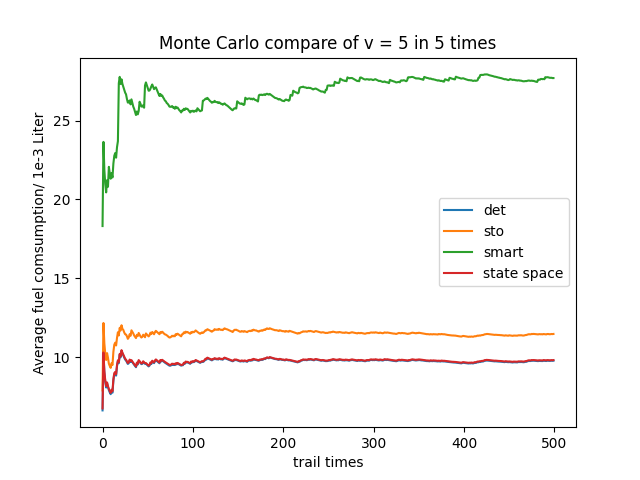 Monte Carlo compare of v = 5 in 5 times
Average fuel comsumption/ 1e-3 Liter
25
20
15
10
det
sto
smart
state space
0
100
200
300
400
500
trail times